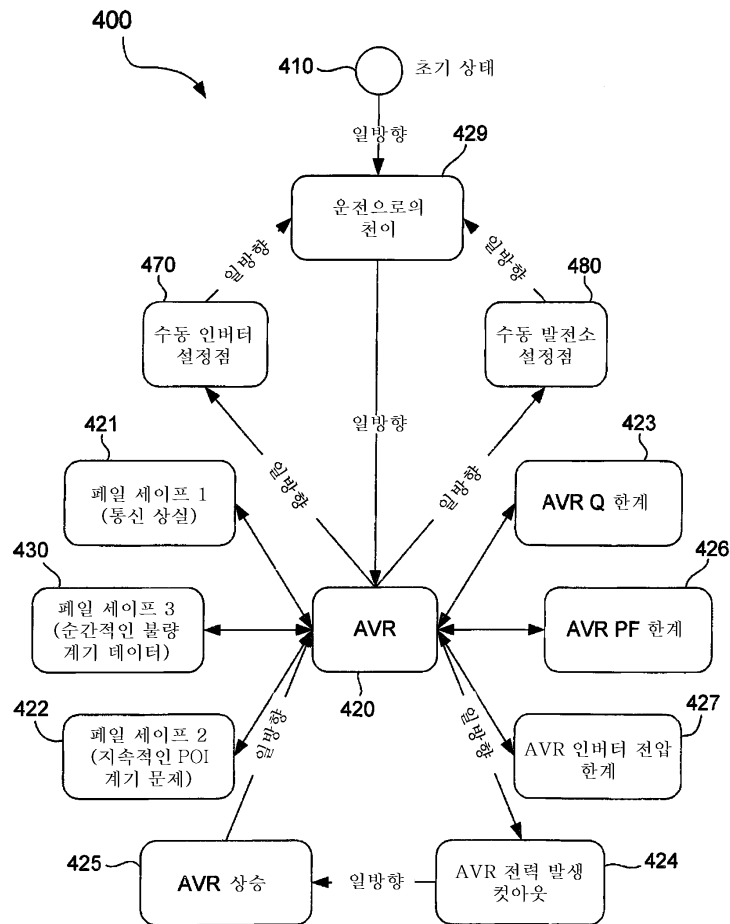 400
410
초기 상태
일방향
429
운전으로의
천이
470
일방향
일방향
480
수동 인버터
설정점
수동 발전소
설정점
421
일방향
423
페일 세이프 1
(통신 상실)
일방향
일방향
AVR Q 한계
430
426
페일 세이프 3
(순간적인 불량
계기 데이터)
AVR
AVR PF 한계
422
420
427
페일 세이프 2
(지속적인 POI
계기 문제)
일방향
일방향
AVR 인버터 전압
한계
425
AVR 상승
일방향
AVR 전력 발생
컷아웃
424